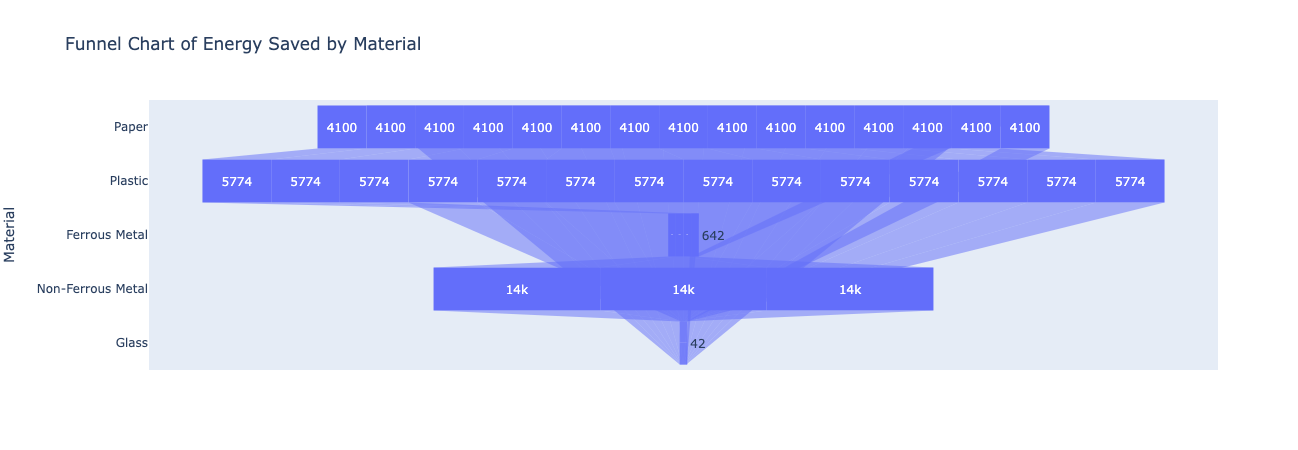 Funnel Chart of Energy Saved by Material
Material
Paper 4100 4100 4100 4100 4100 4100 4100 4100 4100 4100 4100 4100 4100 4100 4100
Plastic 5774 5774 5774 5774 5774 5774 5774 5774 5774 5774 5774 5774 5774 5774
Ferrous Metal 642
Non-Ferrous Metal 14k 14k 14k
Glass 42